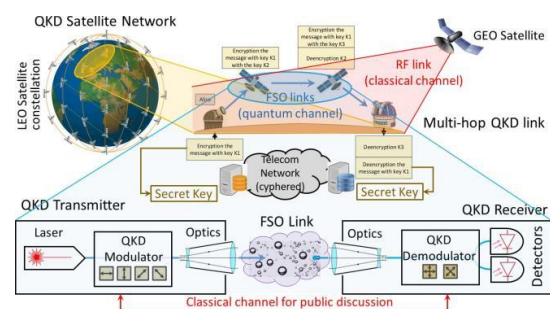 QKD Satellite Network
LEO Satellite
constellation
Encryption the
message with key K1
with key K2
Encryption the
message with K1
with the key K3
Deencryption K2
GEO Satellite
RF link
(classical channel)
FSO links
(quantum channel)
Alice
Multi-hop QKD link
Encryption the
message with key K1
Telecom
Network
(cyphered)
Deencryption K3
Deencryption the
message with key K1
Secret Key
Secret Key
QKD Transmitter
QKD Receiver
Laser
QKD
Modulator
Optics
FSO Link
Optics
QKD
Demodulator
Detectors
Classical channel for public discussion